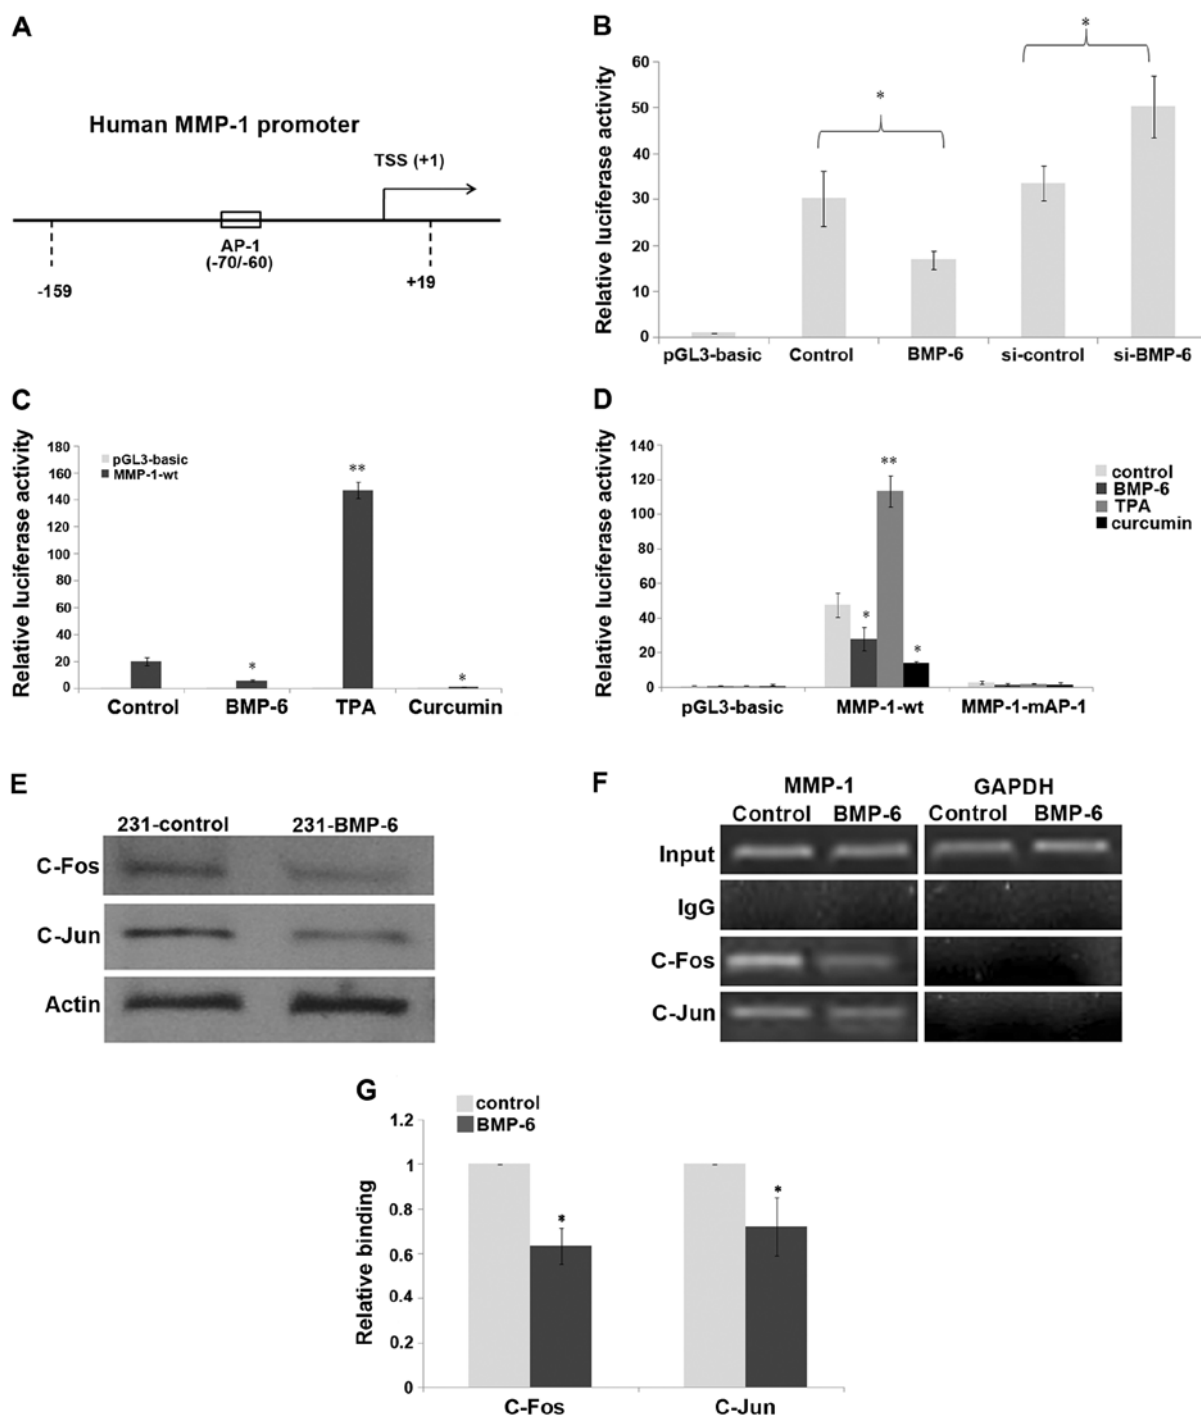 A
Human MMP-1 promoter
TSS (+1)
AP-1
(-70/-60)
-159
+19
B
Relative luciferase activity
60
50
40
30
20
10
0
*
*
pGL3-basic
Control
BMP-6
si-control
si-BMP-6
C
Relative luciferase activity
180
160
140
120
100
80
60
40
20
0
pGL3-basic
MMP-1-wt
*
**
*
Control
BMP-6
TPA
Curcumin
D
Relative luciferase activity
140
120
100
80
60
40
20
0
*
**
*
control
BMP-6
TPA
curcumin
pGL3-basic
MMP-1-wt
MMP-1-mAP-1
E
231-control
231-BMP-6
C-Fos
C-Jun
Actin
F
MMP-1
GAPDH
Control
BMP-6
Control
BMP-6
Input
IgG
C-Fos
C-Jun
G
control
BMP-6
Relative binding
1.2
1
0.8
0.6
0.4
0.2
0
*
*
C-Fos
C-Jun